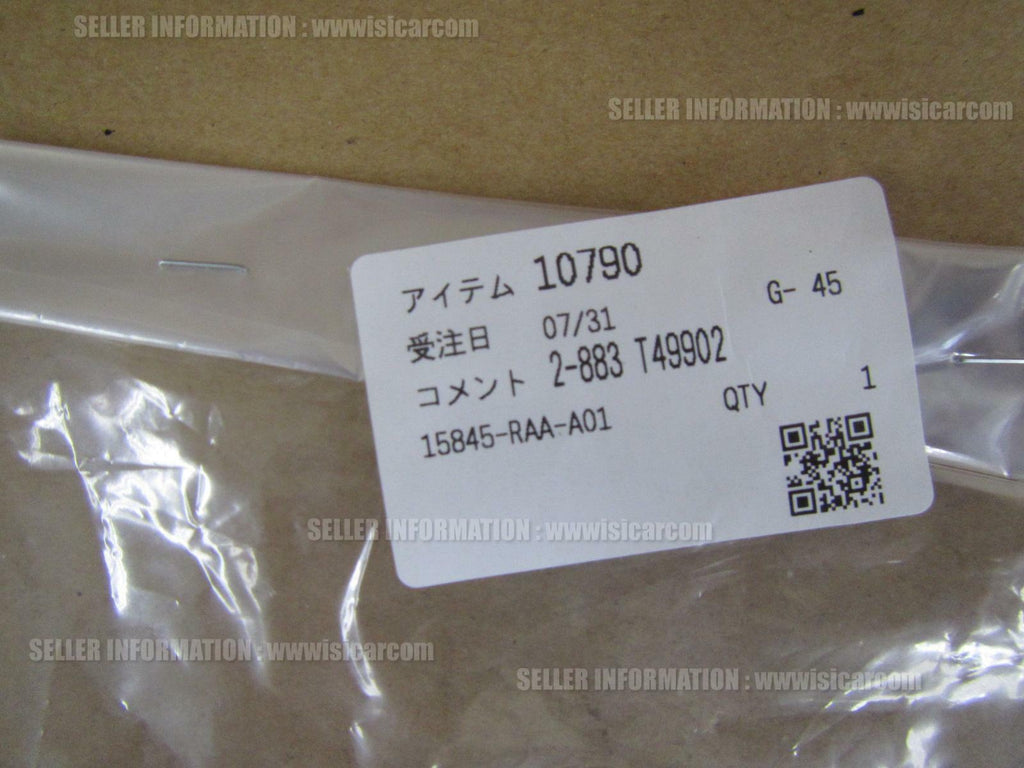 SELLER INFORMATION : wwwisicarcom
SELLER INFORMATION : wwwisicarcom
アイテム 10790
G- 45
受注日 07/31
コメント 2-883 T49902
QTY 1
15845-RAA-A01
SELLER INFORMATION : wwwisicarcom
SELLER INFORMATION : wwwisicarcom
SELLER INFORMATION : wwwisicarcom